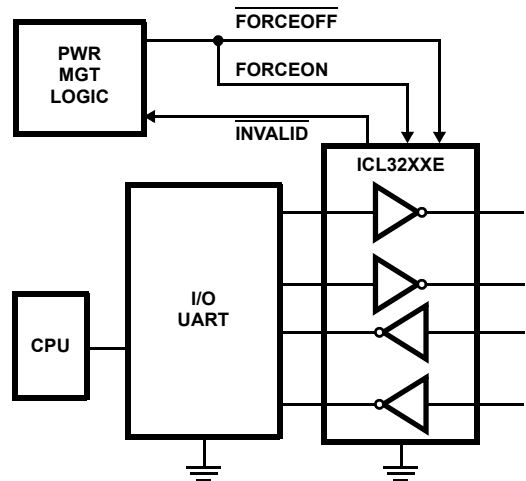 FORCEOFF
PWR
MGT
LOGIC
FORCEON
INVALID
ICL32XXE
I/O
UART
CPU